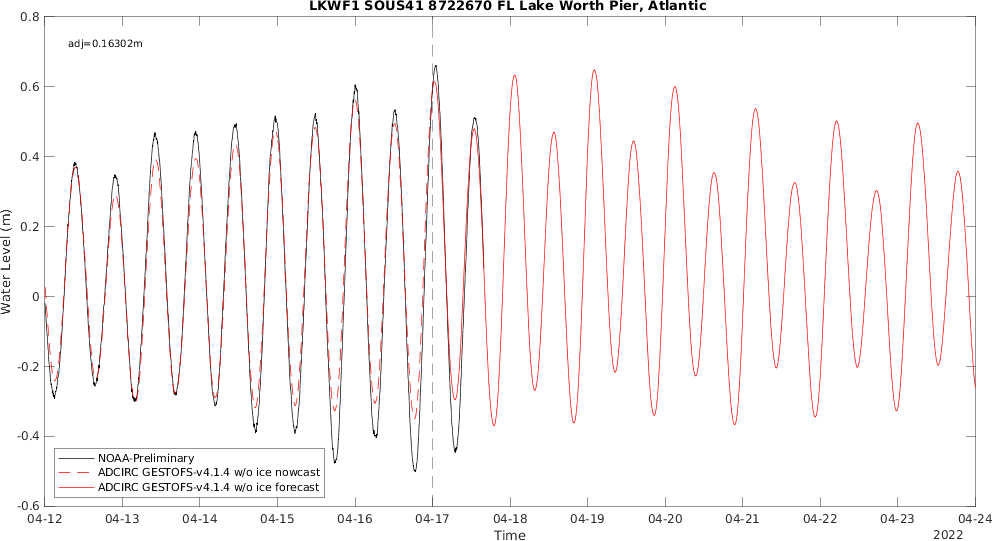 LKWF1 SOUS41 8722670 FL Lake Worth Pier, Atlantic
adj=0.16302m
0.8
0.6
0.4
0.2
0
-0.2
-0.4
-0.6
Water Level (m)
NOAA-Preliminary
ADCIRC GESTOFS-v4.1.4 w/o ice nowcast
ADCIRC GESTOFS-v4.1.4 w/o ice forecast
04-12 04-13 04-14 04-15 04-16 04-17 04-18 04-19 04-20 04-21 04-22 04-23 04-24
Time
2022